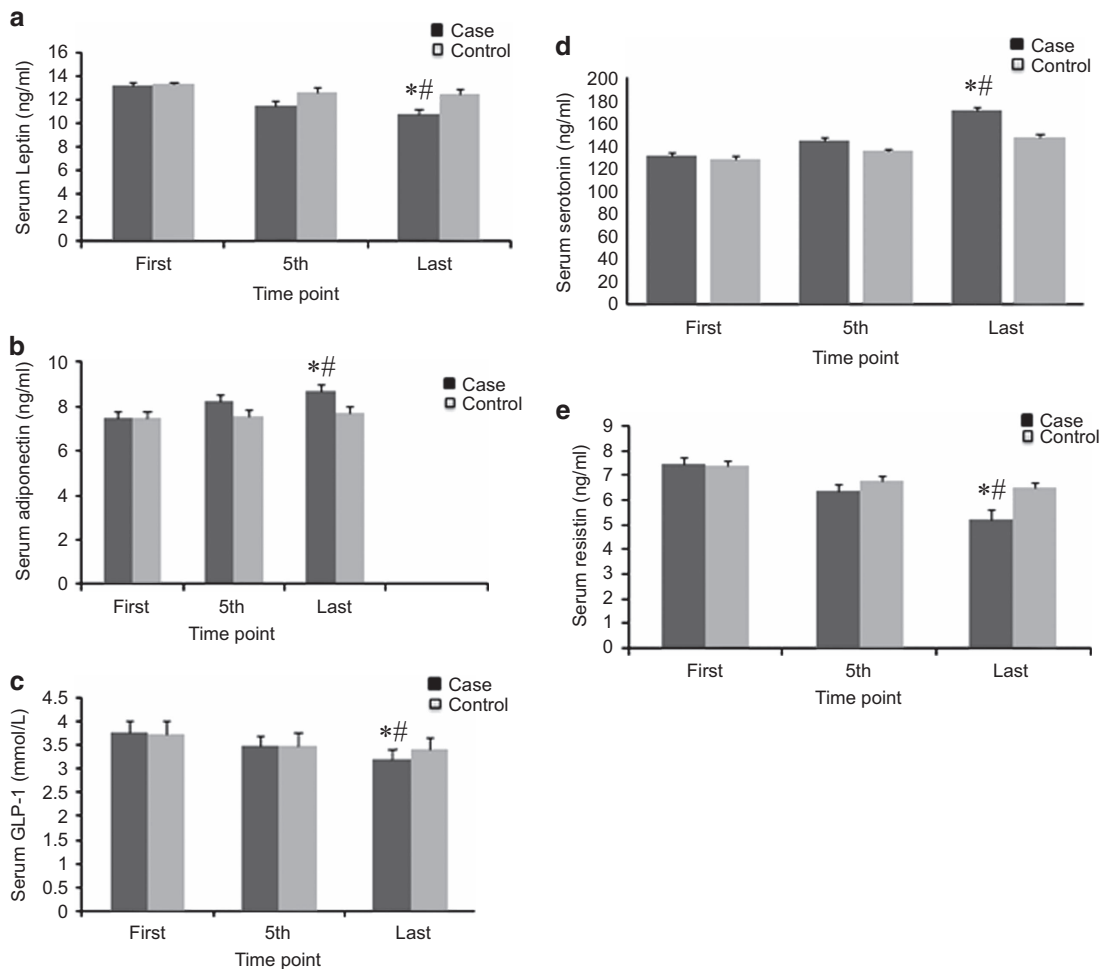 a
Case
Control
Serum Leptin (ng/ml)
16
14
12
10
8
6
4
2
0
*#
First 5th Last
Time point
b
Case
Control
Serum adiponectin (ng/ml)
10
8
6
4
2
0
*#
First 5th Last
Time point
c
Case
Control
Serum GLP-1 (mmol/L)
4.5
4
3.5
3
2.5
2
1.5
1
0.5
0
*#
First 5th Last
Time point
d
Case
Control
Serum serotonin (ng/ml)
200
180
160
140
120
100
80
60
40
20
0
*#
First 5th Last
Time point
e
Case
Control
Serum resistin (ng/ml)
9
8
7
6
5
4
3
2
1
0
*#
First 5th Last
Time point